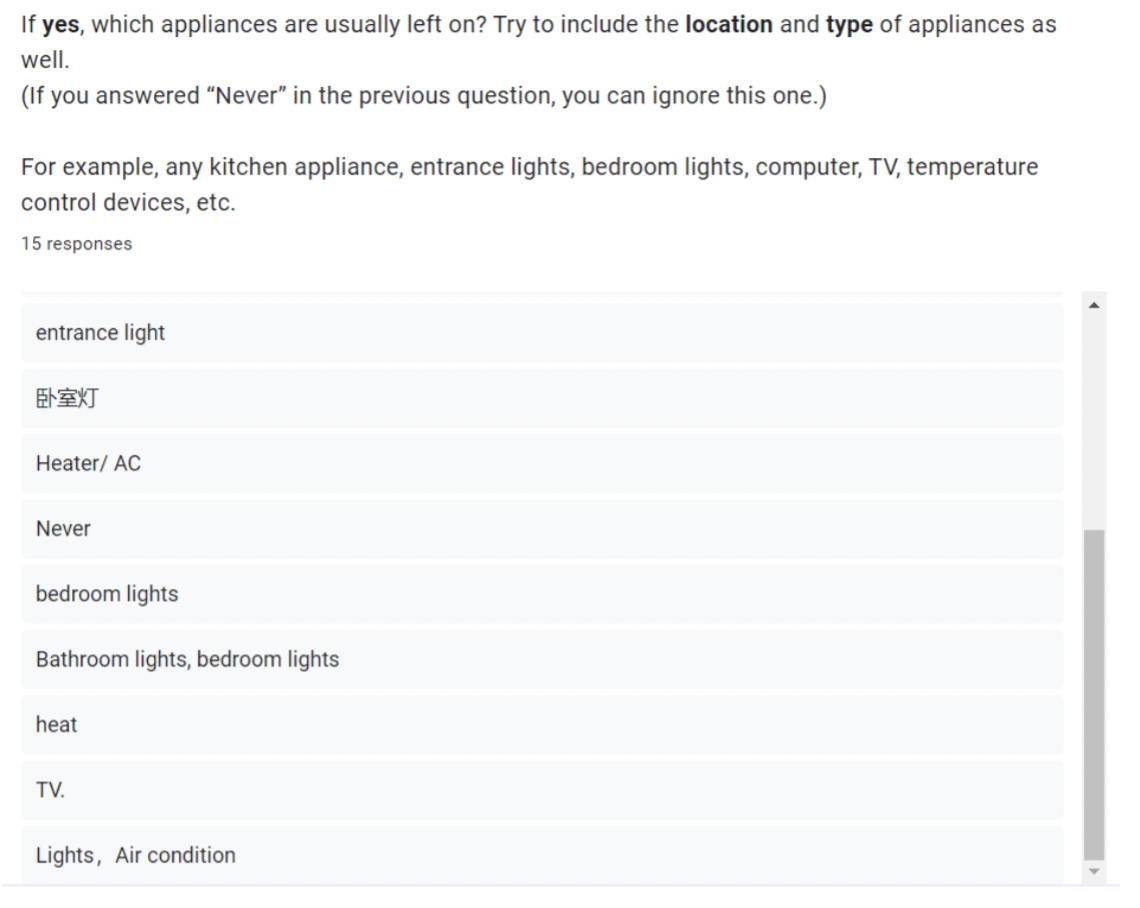 If yes, which appliances are usually left on? Try to include the location and type of appliances as
well.
(If you answered “Never” in the previous question, you can ignore this one.)
For example, any kitchen appliance, entrance lights, bedroom lights, computer, TV, temperature
control devices, etc.
15 responses
entrance light
卧室灯
Heater/ AC
Never
bedroom lights
Bathroom lights, bedroom lights
heat
TV.
Lights，Air condition